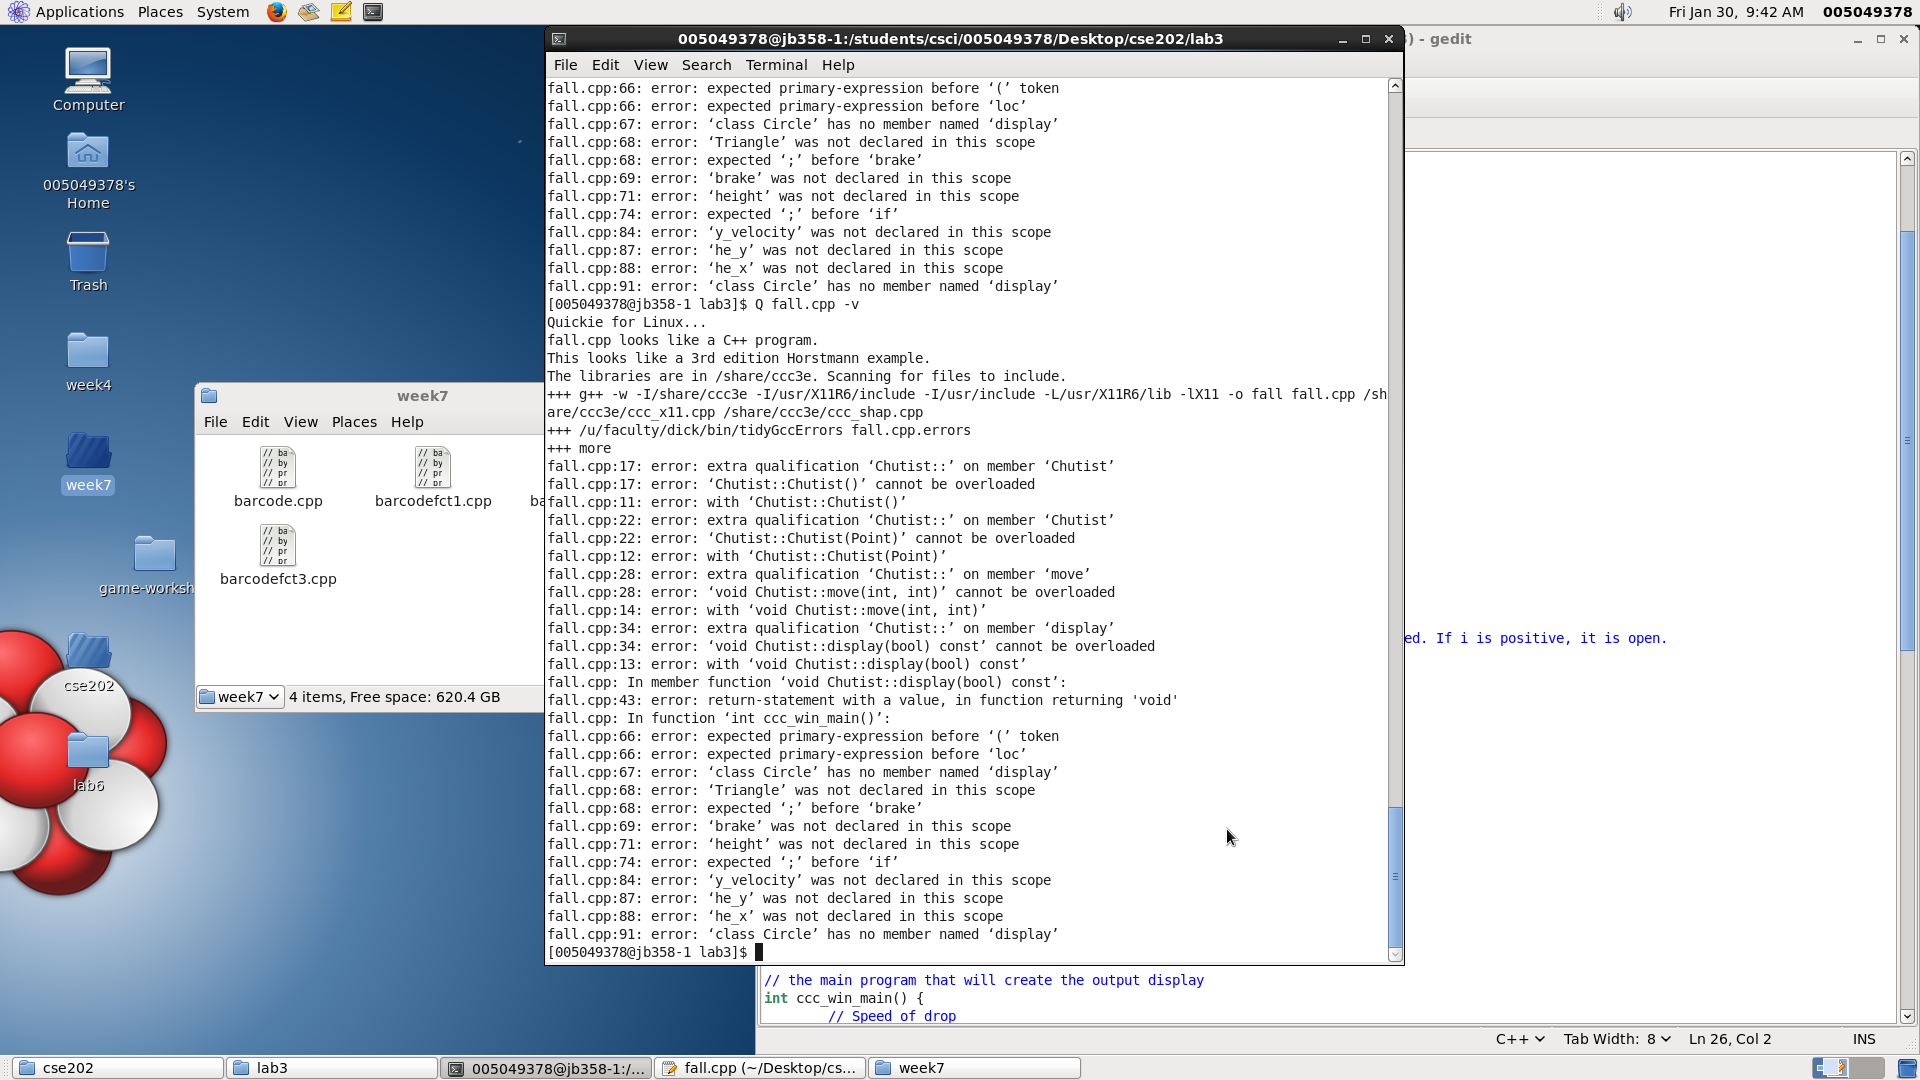 Applications Places System
Fri Jan 30, 9:42 AM 005049378
Computer
005049378's
Home
Trash
week4
week7
game-worksh
cse202
lab6
week7
File Edit View Places Help
barcode.cpp
barcodefct1.cpp
ba
barcodefct3.cpp
week7 4 items, Free space: 620.4 GB
005049378@jb358-1:/students/csci/005049378/Desktop/cse202/lab3
File Edit View Search Terminal Help
fall.cpp:66: error: expected primary-expression before ‘(’ token
fall.cpp:66: error: expected primary-expression before ‘loc’
fall.cpp:67: error: ‘class Circle’ has no member named ‘display’
fall.cpp:68: error: ‘Triangle’ was not declared in this scope
fall.cpp:68: error: expected ‘;’ before ‘brake’
fall.cpp:69: error: ‘brake’ was not declared in this scope
fall.cpp:71: error: ‘height’ was not declared in this scope
fall.cpp:74: error: expected ‘;’ before ‘if’
fall.cpp:84: error: ‘y_velocity’ was not declared in this scope
fall.cpp:87: error: ‘he_y’ was not declared in this scope
fall.cpp:88: error: ‘he_x’ was not declared in this scope
fall.cpp:91: error: ‘class Circle’ has no member named ‘display’
[005049378@jb358-1 lab3]$ Q fall.cpp -v
Quickie for Linux...
fall.cpp looks like a C++ program.
This looks like a 3rd edition Horstmann example.
The libraries are in /share/ccc3e. Scanning for files to include.
+++ g++ -w -I/share/ccc3e -I/usr/X11R6/include -I/usr/include -L/usr/X11R6/lib -lX11 -o fall fall.cpp /sh
are/ccc3e/ccc_x11.cpp /share/ccc3e/ccc_shap.cpp
+++ /u/faculty/dick/bin/tidyGccErrors fall.cpp.errors
+++ more
fall.cpp:17: error: extra qualification ‘Chutist::’ on member ‘Chutist’
fall.cpp:17: error: ‘Chutist::Chutist()’ cannot be overloaded
fall.cpp:11: error: with ‘Chutist::Chutist()’
fall.cpp:22: error: extra qualification ‘Chutist::’ on member ‘Chutist’
fall.cpp:22: error: ‘Chutist::Chutist(Point)’ cannot be overloaded
fall.cpp:12: error: with ‘Chutist::Chutist(Point)’
fall.cpp:28: error: extra qualification ‘Chutist::’ on member ‘move’
fall.cpp:28: error: ‘void Chutist::move(int, int)’ cannot be overloaded
fall.cpp:14: error: with ‘void Chutist::move(int, int)’
fall.cpp:34: error: extra qualification ‘Chutist::’ on member ‘display’
fall.cpp:34: error: ‘void Chutist::display(bool) const’ cannot be overloaded
fall.cpp:13: error: with ‘void Chutist::display(bool) const’
fall.cpp: In member function ‘void Chutist::display(bool) const’:
fall.cpp:43: error: return-statement with a value, in function returning 'void'
fall.cpp: In function ‘int ccc_win_main()’:
fall.cpp:66: error: expected primary-expression before ‘(’ token
fall.cpp:66: error: expected primary-expression before ‘loc’
fall.cpp:67: error: ‘class Circle’ has no member named ‘display’
fall.cpp:68: error: ‘Triangle’ was not declared in this scope
fall.cpp:68: error: expected ‘;’ before ‘brake’
fall.cpp:69: error: ‘brake’ was not declared in this scope
fall.cpp:71: error: ‘height’ was not declared in this scope
fall.cpp:74: error: expected ‘;’ before ‘if’
fall.cpp:84: error: ‘y_velocity’ was not declared in this scope
fall.cpp:87: error: ‘he_y’ was not declared in this scope
fall.cpp:88: error: ‘he_x’ was not declared in this scope
fall.cpp:91: error: ‘class Circle’ has no member named ‘display’
[005049378@jb358-1 lab3]$
) - gedit
ed. If i is positive, it is open.
// the main program that will create the output display
int ccc_win_main() {
// Speed of drop
C++ Tab Width: 8 Ln 26, Col 2 INS
cse202
lab3
005049378@jb358-1:/...
fall.cpp (~/Desktop/cs...
week7